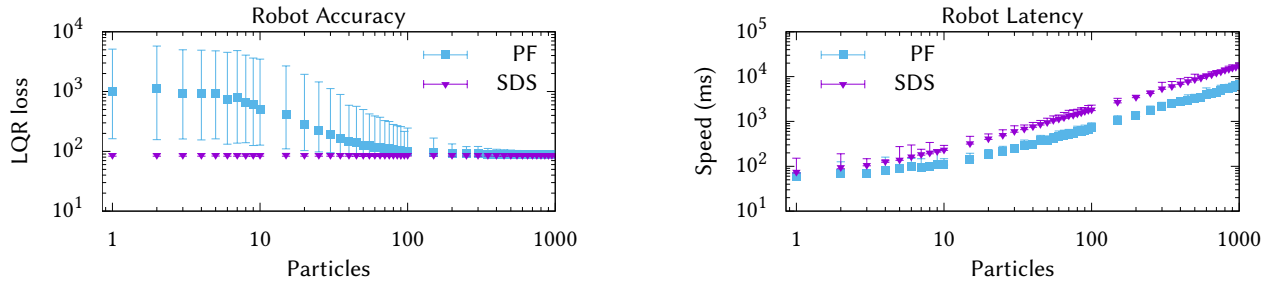 Robot Accuracy
10^4
10^3
10^2
10^1
LQR loss
PF
SDS
1 10 100 1000
Particles
Robot Latency
10^5
10^4
10^3
10^2
10^1
Speed (ms)
PF
SDS
1 10 100 1000
Particles